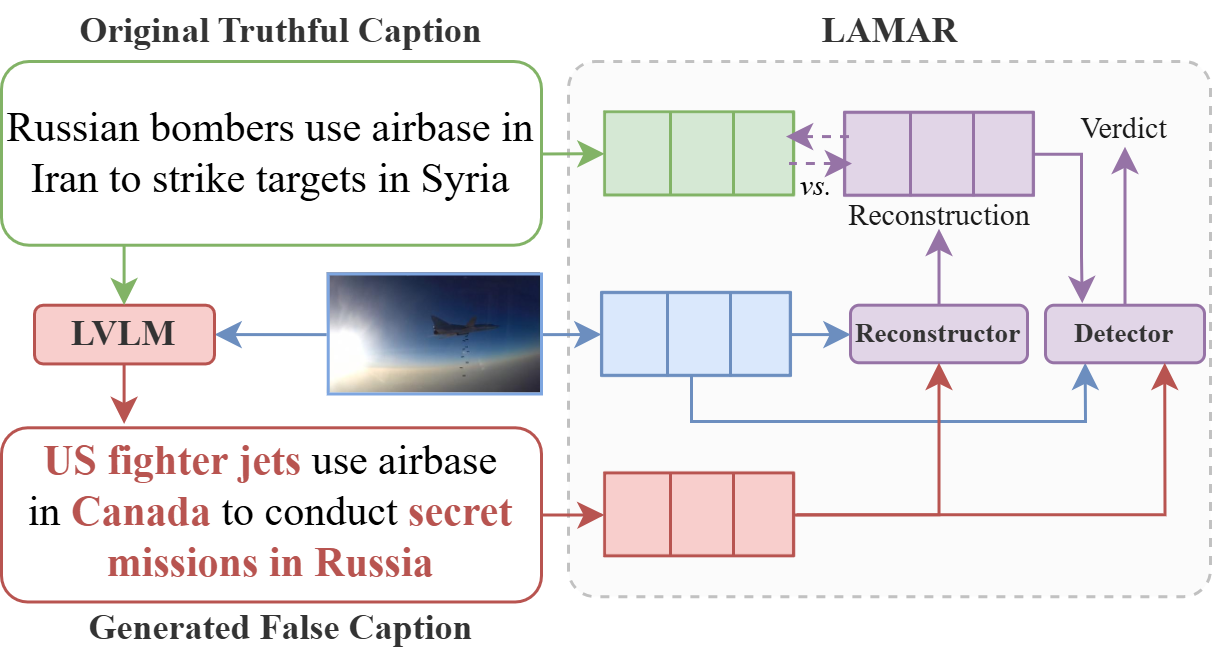 Original Truthful Caption
LAMAR
Russian bombers use airbase in
Iran to strike targets in Syria
vs.
Verdict
Reconstruction
LVLM
Reconstructor
Detector
US fighter jets use airbase
in Canada to conduct secret
missions in Russia
Generated False Caption